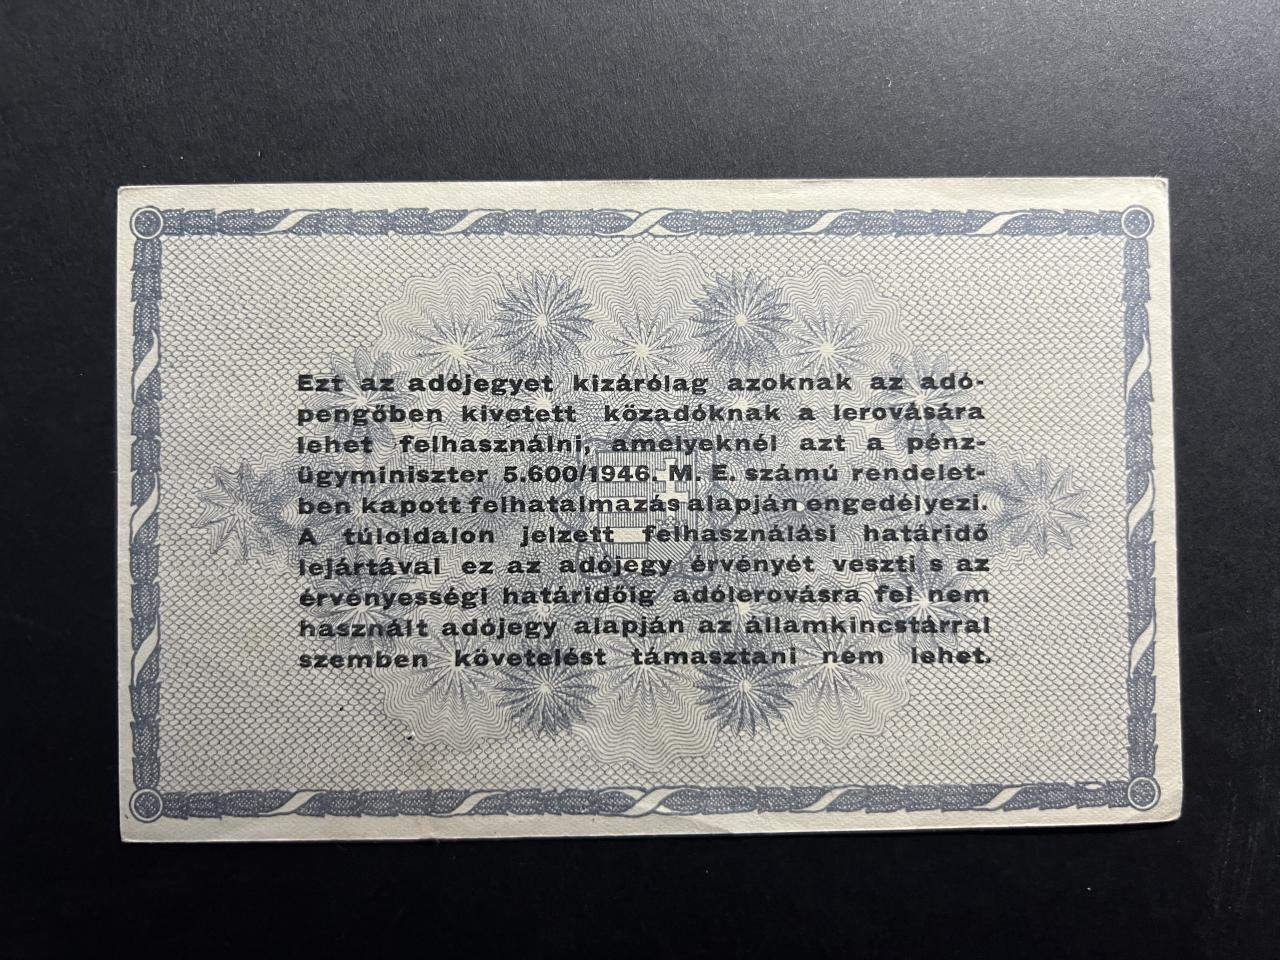 Ezt az adójegyet kizárólag azoknak az adó-
pengőben kivetett közadóknak a lerovására
lehet felhasználni, amelyeknél azt a pénz-
ügyminiszter 5.600/1946. M. E. számú rendelet-
ben kapott felhatalmazás alapján engedélyezi.
A túloldalon jelzett felhasználási határidő
lejártával ez az adójegy érvényét veszti s az
érvényességi határidőig adólerovásra fel nem
használt adójegy alapján az államkincstárral
szemben követelést támasztani nem lehet.